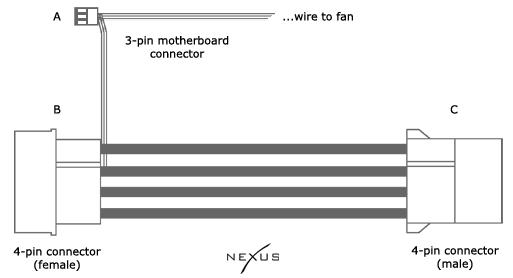 A
...wire to fan
3-pin motherboard
connector
B
C
4-pin connector
(female)
4-pin connector
(male)
NEXUS